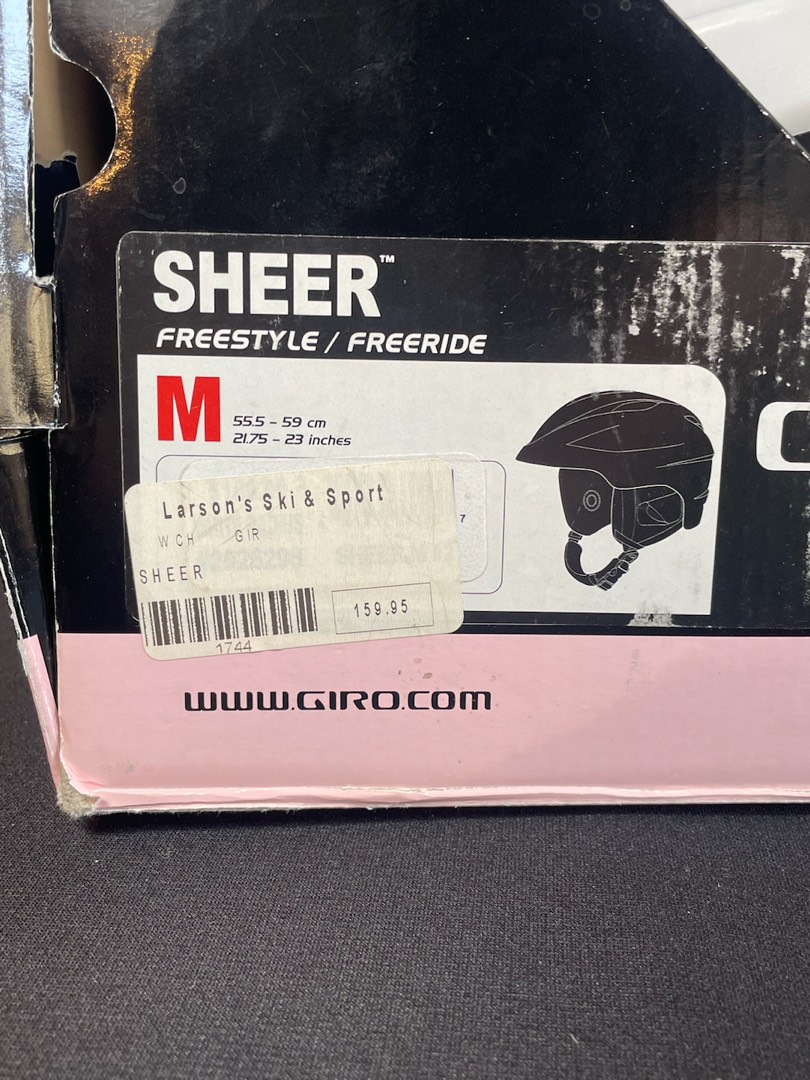 SHEER™
FREESTYLE / FREERIDE
M
55.5 - 59 cm
21.75 - 23 inches
7
Larson's Ski & Sport
WCH GIR
SHEER
159.95
1744
WWW.GIRO.COM